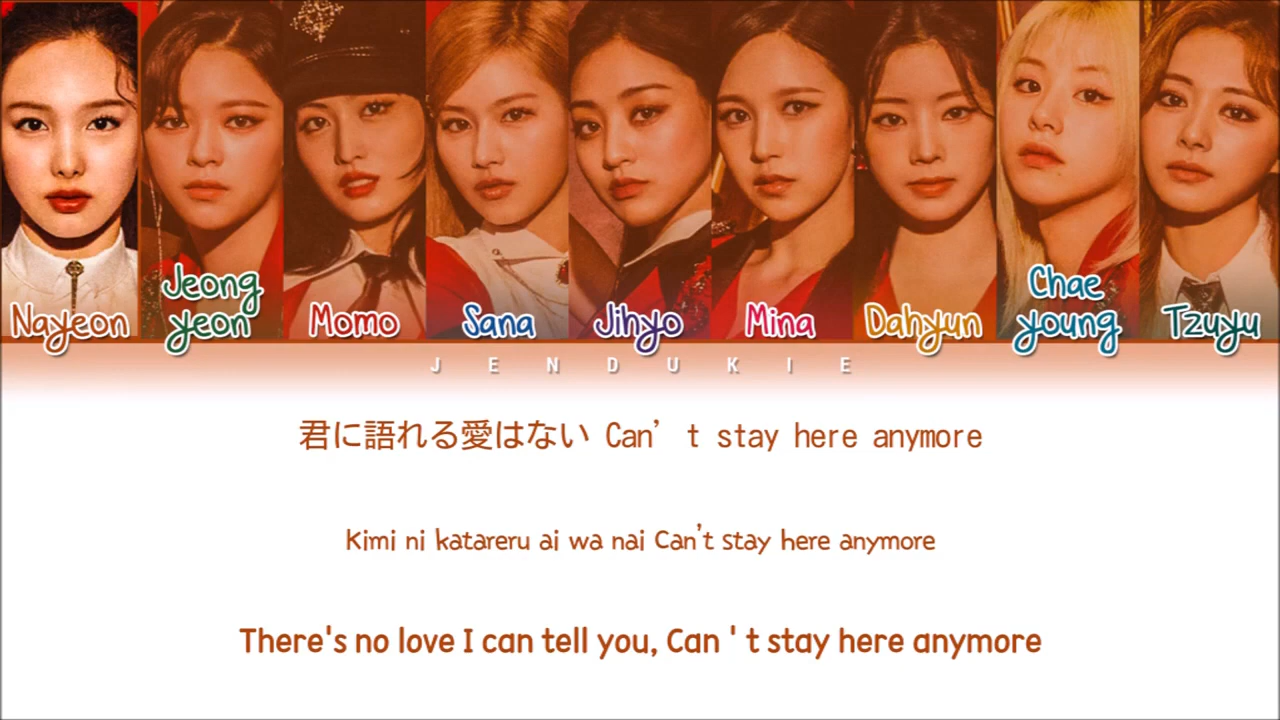 Nayeon
Jeong
yeon
Momo
Sana
Jihyo
Mina
Dahyun
Chae
young
Tzuyu
JENDUKIE
君に語れる愛はない Can’t stay here anymore
Kimi ni katareru ai wa nai Can't stay here anymore
There's no love I can tell you, Can ' t stay here anymore